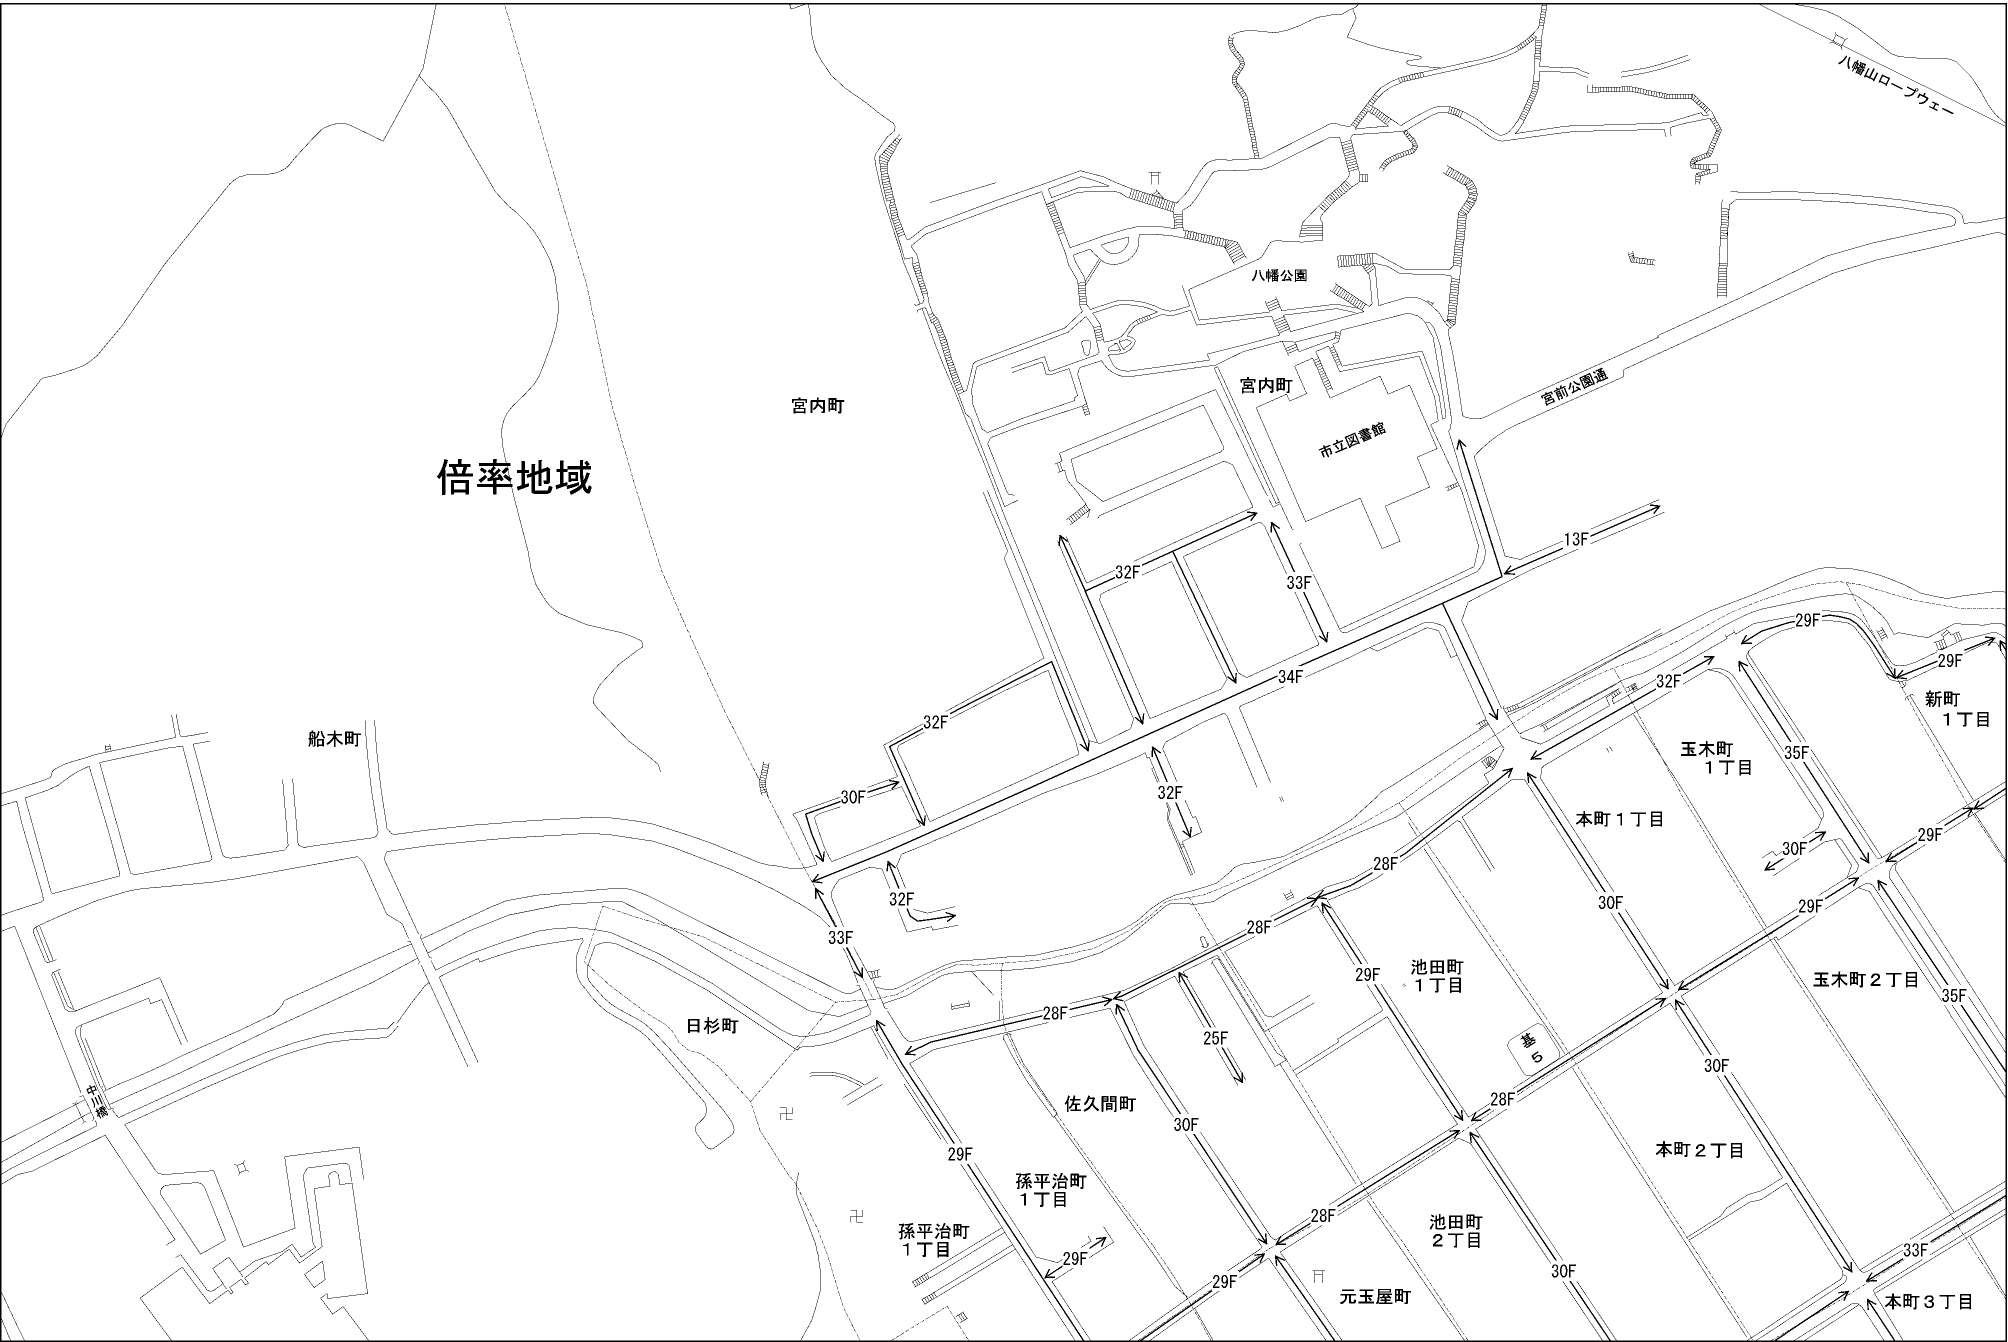 八幡山ロープウェー
八幡公園
宮内町
宮内町
宮前公園通
市立図書館
倍率地域
13F
32F
33F
29F
29F
34F
32F
新町
1丁目
32F
船木町
玉木町
1丁目
35F
30F
32F
本町1丁目
29F
30F
28F
32F
30F
29F
28F
33F
池田町
1丁目
29F
玉木町2丁目
35F
28F
日杉町
25F
基
5
30F
中川橋
佐久間町
28F
30F
29F
本町2丁目
孫平治町
1丁目
28F
池田町
2丁目
孫平治町
1丁目
33F
29F
30F
29F
元玉屋町
本町3丁目